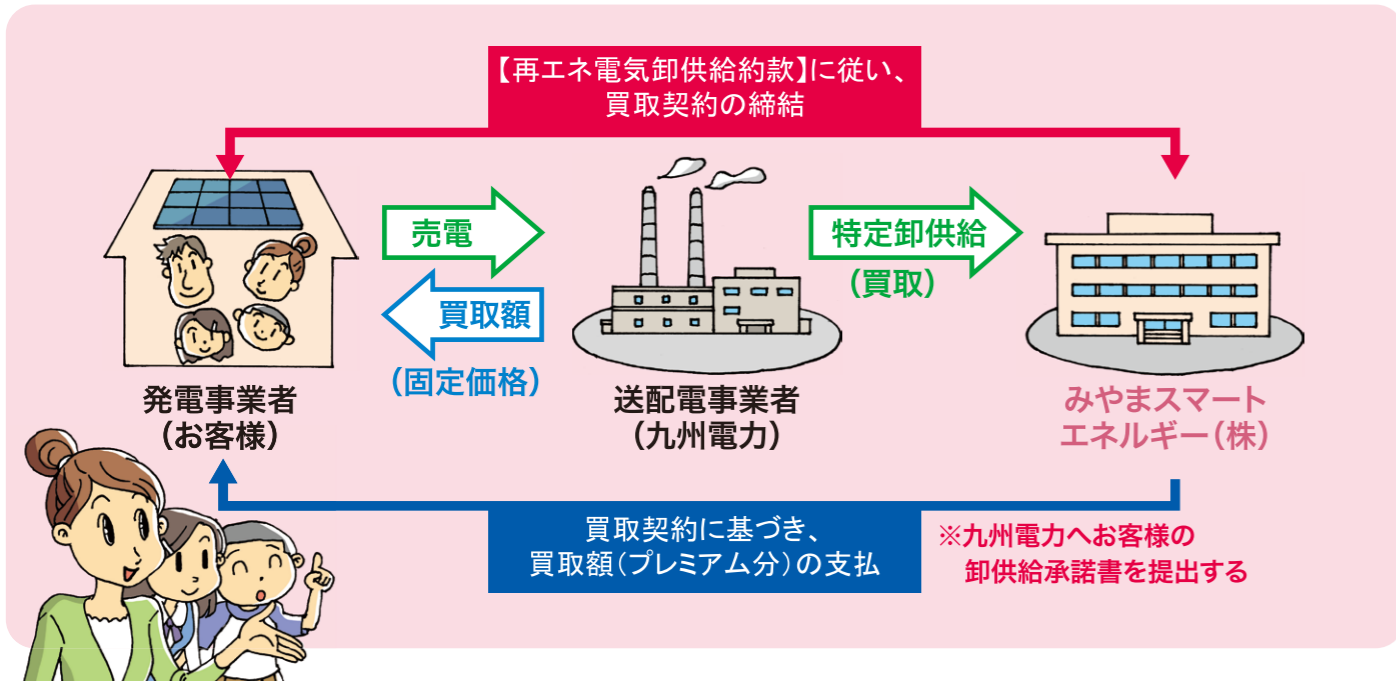 【再エネ電気卸供給約款】に従い、
買取契約の締結
売電
買取額
（固定価格）
特定卸供給
（買取）
発電事業者
（お客様）
送配電事業者
（九州電力）
みやまスマート
エネルギー（株）
買取契約に基づき、
買取額（プレミアム分）の支払
※九州電力へお客様の
卸供給承諾書を提出する